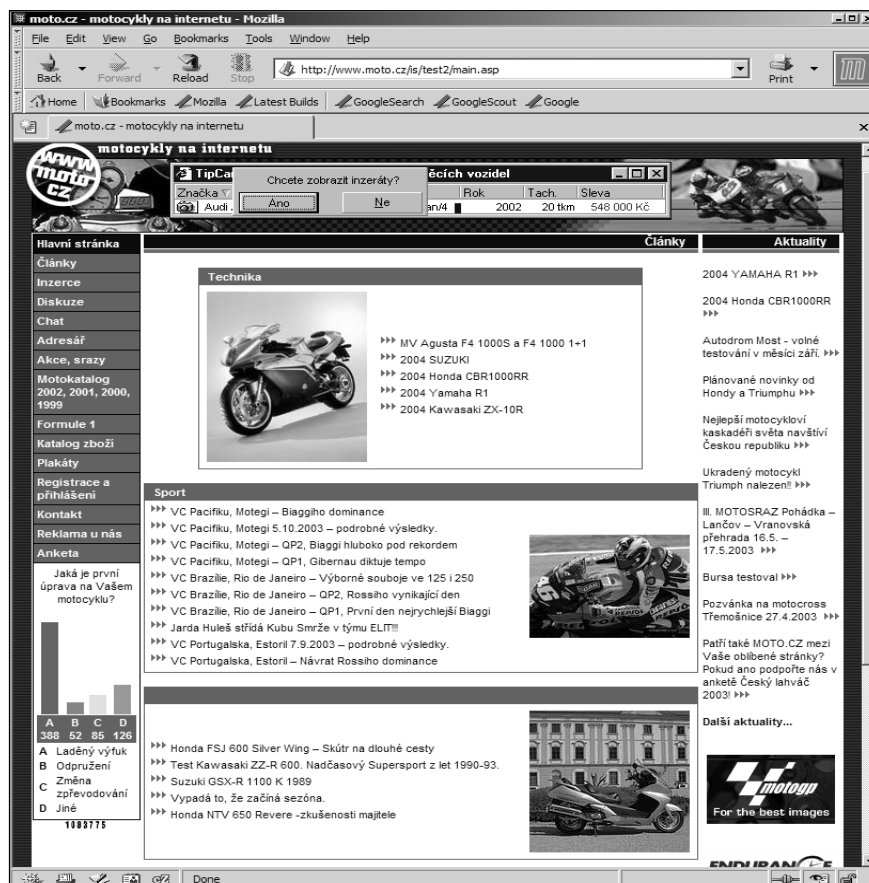 moto.cz - motocykly na internetu - Mozilla
File Edit View Go Bookmarks Tools Window Help
Back Forward Reload Stop http://www.moto.cz/is/test2/main.asp Print
Home Bookmarks Mozilla Latest Builds GoogleSearch GoogleScout Google
moto.cz - motocykly na internetu
motocykly na internetu
WWW
moto
cz
TipCa
ěcích vozidel
Chcete zobrazit inzeráty?
Ano Ne
Značka Rok Tach. Sleva
Audi an/4 2002 20 tkm 548 000 Kč
Hlavní stránka
Články
Inzerce
Diskuze
Chat
Adresář
Akce, srazy
Motokatalog
2002, 2001, 2000,
1999
Formule 1
Katalog zboží
Plakáty
Registrace a
přihlášení
Kontakt
Reklama u nás
Anketa
Jaká je první
úprava na Vašem
motocyklu?
A B C D
388 52 85 126
A Laděný výfuk
B Odpružení
C Změna
zpřevodování
D Jiné
1083775
Články
Technika
MV Agusta F4 1000S a F4 1000 1+1
2004 SUZUKI
2004 Honda CBR1000RR
2004 Yamaha R1
2004 Kawasaki ZX-10R
Sport
VC Pacifiku, Motegi – Biaggiho dominance
VC Pacifiku, Motegi 5.10.2003 – podrobné výsledky.
VC Pacifiku, Motegi – QP2, Biaggi hluboko pod rekordem
VC Pacifiku, Motegi – QP1, Gibernau diktuje tempo
VC Brazílie, Rio de Janeiro – Výborné souboje ve 125 i 250
VC Brazílie, Rio de Janeiro – QP2, Rossiho vynikající den
VC Brazílie, Rio de Janeiro – QP1, První den nejrychlejší Biaggi
Jarda Huleš střídá Kubu Smrže v týmu ELIT!!!
VC Portugalska, Estoril 7.9.2003 – podrobné výsledky.
VC Portugalska, Estoril – Návrat Rossiho dominance
46
Honda FSJ 600 Silver Wing – Skútr na dlouhé cesty
Test Kawasaki ZZ-R 600. Nadčasový Supersport z let 1990-93.
Suzuki GSX-R 1100 K 1989
Vypadá to, že začíná sezóna.
Honda NTV 650 Revere -zkušenosti majitele
Aktuality
2004 YAMAHA R1
2004 Honda CBR1000RR
Autodrom Most - volné
testování v měsíci září.
Plánované novinky od
Hondy a Triumphu
Nejlepší motocykloví
kaskadéři světa navštíví
Českou republiku
Ukradený motocykl
Triumph nalezen!!
III. MOTOSRAZ Pohádka –
Lančov – Vranovská
přehrada 16.5. –
17.5.2003
Bursa testoval
Pozvánka na motocross
Třemošnice 27.4.2003
Patří také MOTO.CZ mezi
Vaše oblíbené stránky?
Pokud ano podpořte nás v
anketě Český lahváč
2003!
Další aktuality...
motogp
For the best images
ENDURANCE
Done